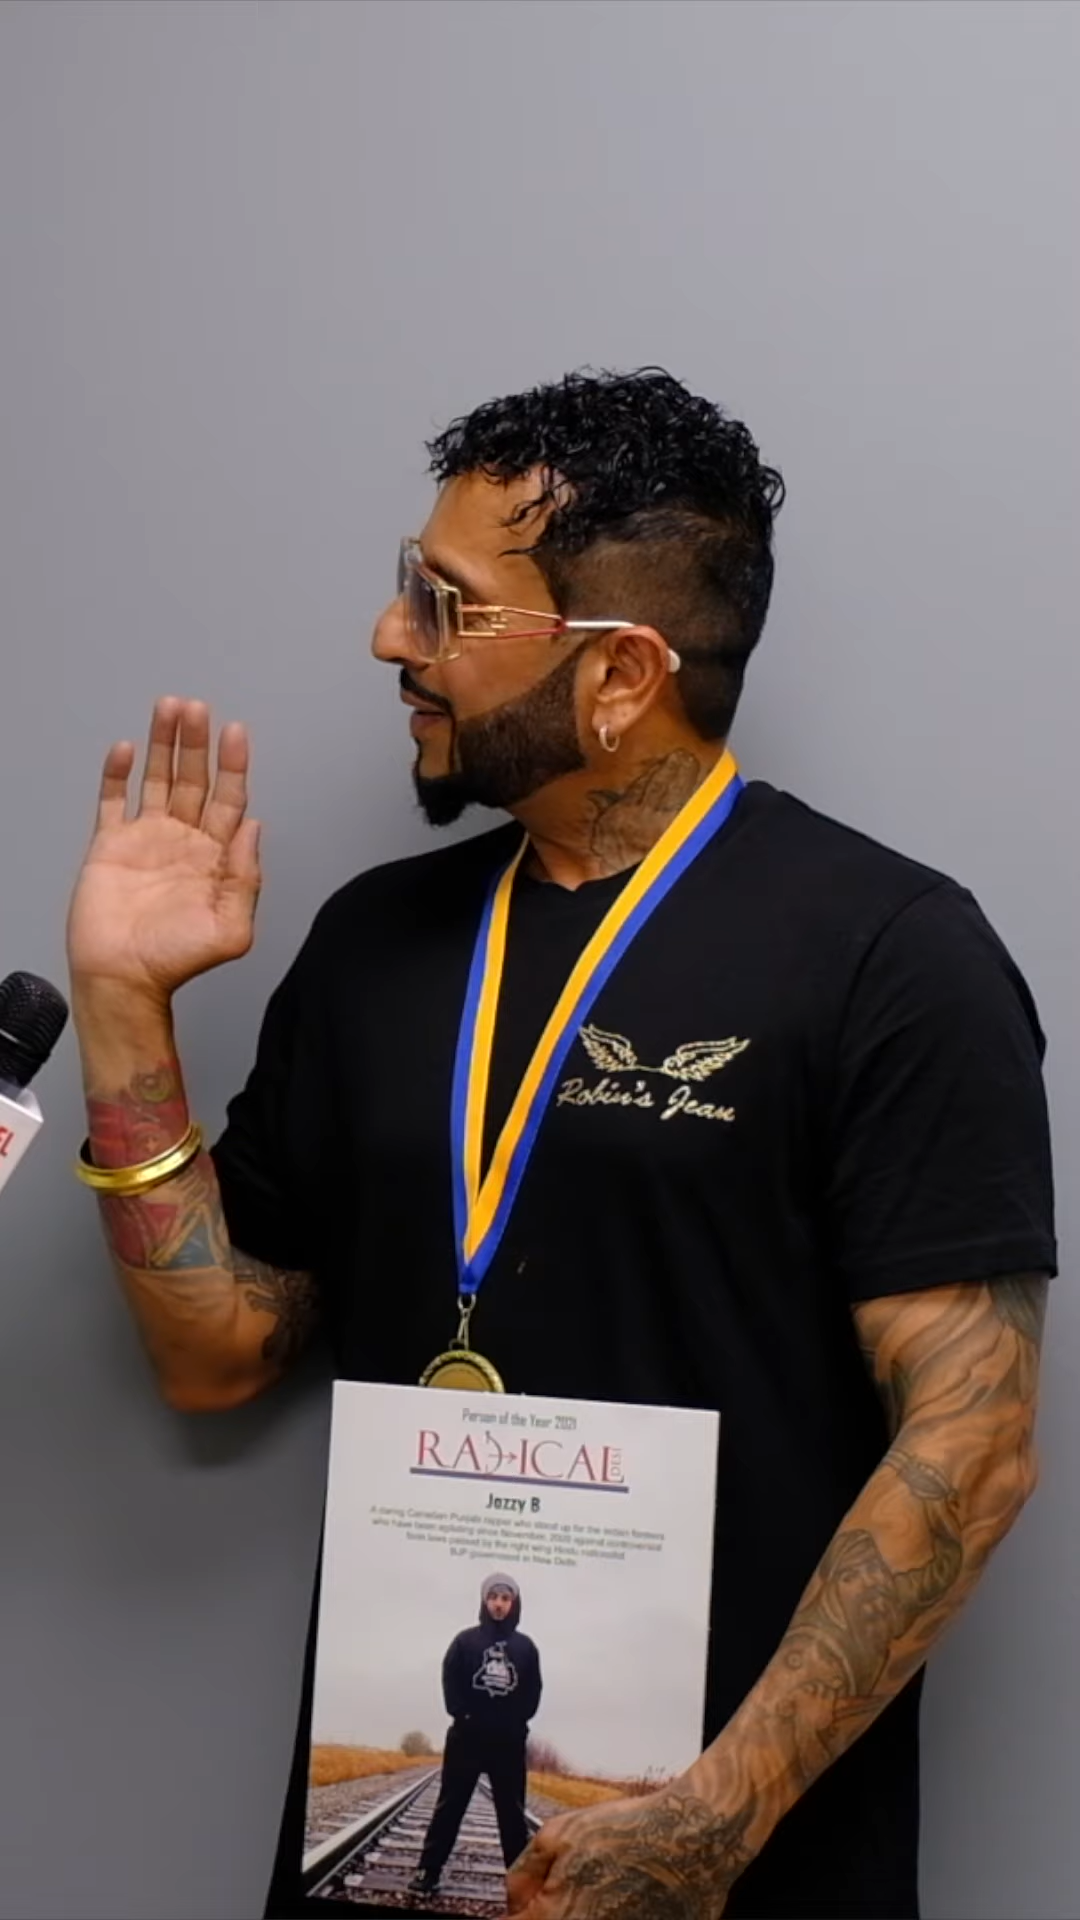 EL
Robin's Jean
Person of the Year 2021
RADICAL DESI
Jazzy B
A daring Canadian Punjabi rapper who stood up for the Indian farmers
who have been agitating since November, 2020 against controversial
farm laws passed by the right wing Hindu nationalist
BJP government in New Delhi